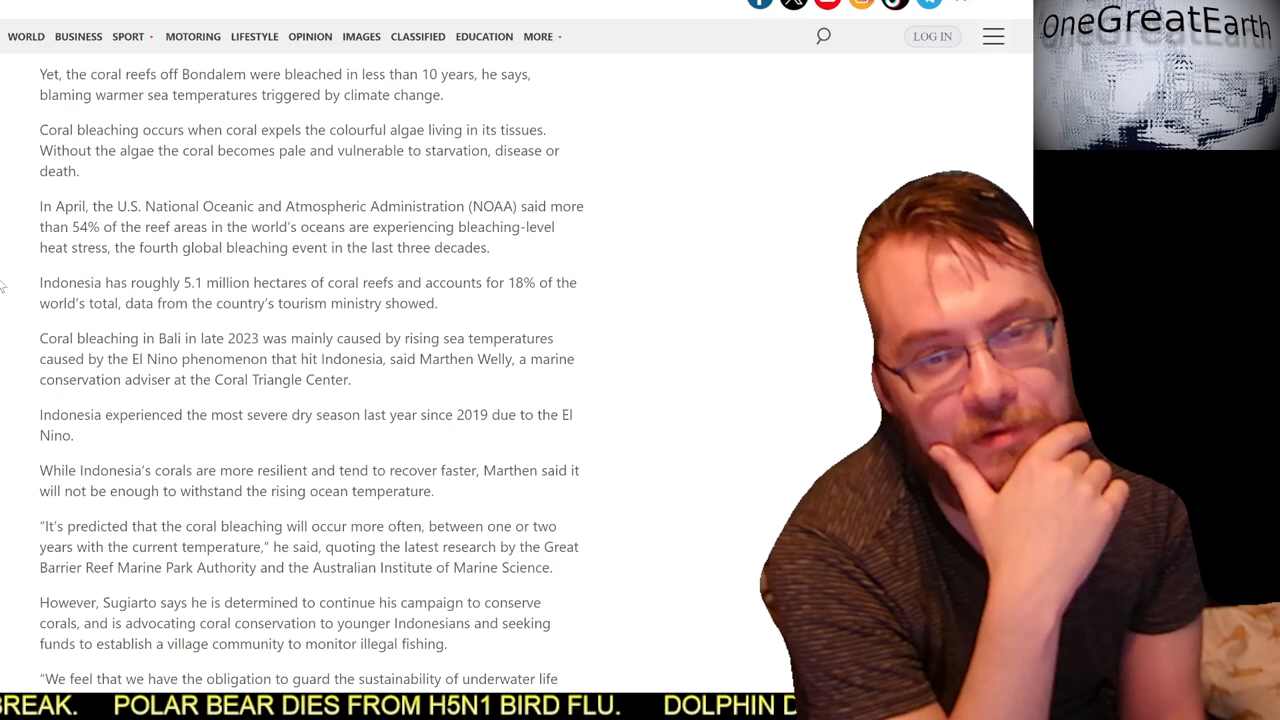 WORLD BUSINESS SPORT MOTORING LIFESTYLE OPINION IMAGES CLASSIFIED EDUCATION MORE LOG IN
OneGreatEarth
Yet, the coral reefs off Bondalem were bleached in less than 10 years, he says,
blaming warmer sea temperatures triggered by climate change.
Coral bleaching occurs when coral expels the colourful algae living in its tissues.
Without the algae the coral becomes pale and vulnerable to starvation, disease or
death.
In April, the U.S. National Oceanic and Atmospheric Administration (NOAA) said more
than 54% of the reef areas in the world’s oceans are experiencing bleaching-level
heat stress, the fourth global bleaching event in the last three decades.
Indonesia has roughly 5.1 million hectares of coral reefs and accounts for 18% of the
world’s total, data from the country’s tourism ministry showed.
Coral bleaching in Bali in late 2023 was mainly caused by rising sea temperatures
caused by the El Nino phenomenon that hit Indonesia, said Marthen Welly, a marine
conservation adviser at the Coral Triangle Center.
Indonesia experienced the most severe dry season last year since 2019 due to the El
Nino.
While Indonesia’s corals are more resilient and tend to recover faster, Marthen said it
will not be enough to withstand the rising ocean temperature.
“It’s predicted that the coral bleaching will occur more often, between one or two
years with the current temperature,” he said, quoting the latest research by the Great
Barrier Reef Marine Park Authority and the Australian Institute of Marine Science.
However, Sugiarto says he is determined to continue his campaign to conserve
corals, and is advocating coral conservation to younger Indonesians and seeking
funds to establish a village community to monitor illegal fishing.
“We feel that we have the obligation to guard the sustainability of underwater life
BREAK. POLAR BEAR DIES FROM H5N1 BIRD FLU. DOLPHIN D